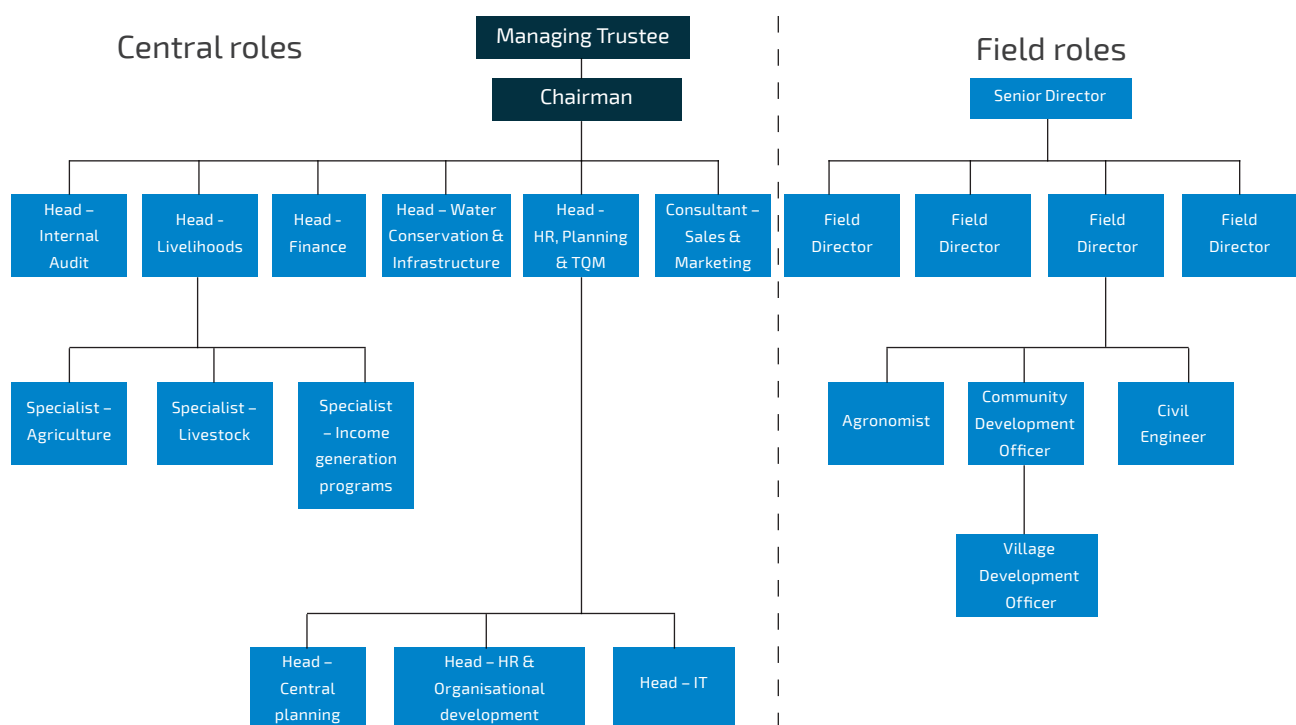 Central roles
Managing Trustee
Chairman
Head –
Internal
Audit
Head -
Livelihoods
Head -
Finance
Head – Water
Conservation &
Infrastructure
Head -
HR, Planning
& TQM
Consultant –
Sales &
Marketing
Specialist –
Agriculture
Specialist –
Livestock
Specialist
– Income
generation
programs
Head –
Central
planning
Head – HR &
Organisational
development
Head – IT
Field roles
Senior Director
Field
Director
Field
Director
Field
Director
Field
Director
Agronomist
Community
Development
Officer
Civil
Engineer
Village
Development
Officer